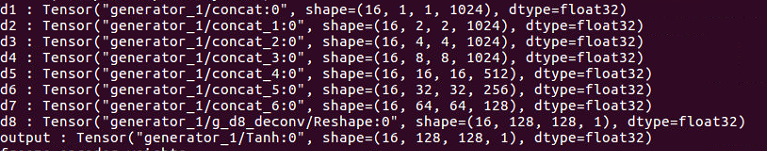 d1 : Tensor("generator_1/concat:0", shape=(16, 1, 1, 1024), dtype=float32)
d2 : Tensor("generator_1/concat_1:0", shape=(16, 2, 2, 1024), dtype=float32)
d3 : Tensor("generator_1/concat_2:0", shape=(16, 4, 4, 1024), dtype=float32)
d4 : Tensor("generator_1/concat_3:0", shape=(16, 8, 8, 1024), dtype=float32)
d5 : Tensor("generator_1/concat_4:0", shape=(16, 16, 16, 512), dtype=float32)
d6 : Tensor("generator_1/concat_5:0", shape=(16, 32, 32, 256), dtype=float32)
d7 : Tensor("generator_1/concat_6:0", shape=(16, 64, 64, 128), dtype=float32)
d8 : Tensor("generator_1/g_d8_deconv/Reshape:0", shape=(16, 128, 128, 1), dtype=float32)
output : Tensor("generator_1/Tanh:0", shape=(16, 128, 128, 1), dtype=float32)